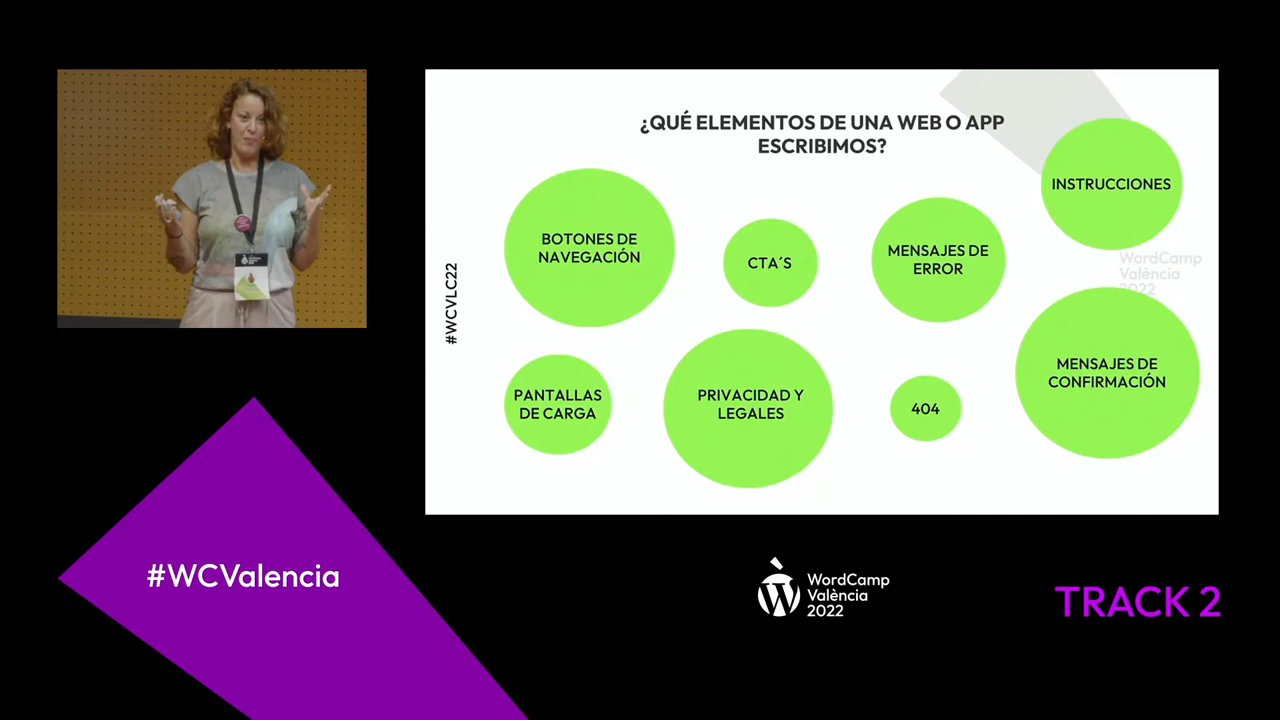 ¿QUÉ ELEMENTOS DE UNA WEB O APP
ESCRIBIMOS?
INSTRUCCIONES
BOTONES DE
NAVEGACIÓN
CTA´S
MENSAJES DE
ERROR
WordCamp
València
2022
#WCVLC22
PANTALLAS
DE CARGA
PRIVACIDAD Y
LEGALES
404
MENSAJES DE
CONFIRMACIÓN
#WCValencia
WordCamp
València
2022
TRACK 2